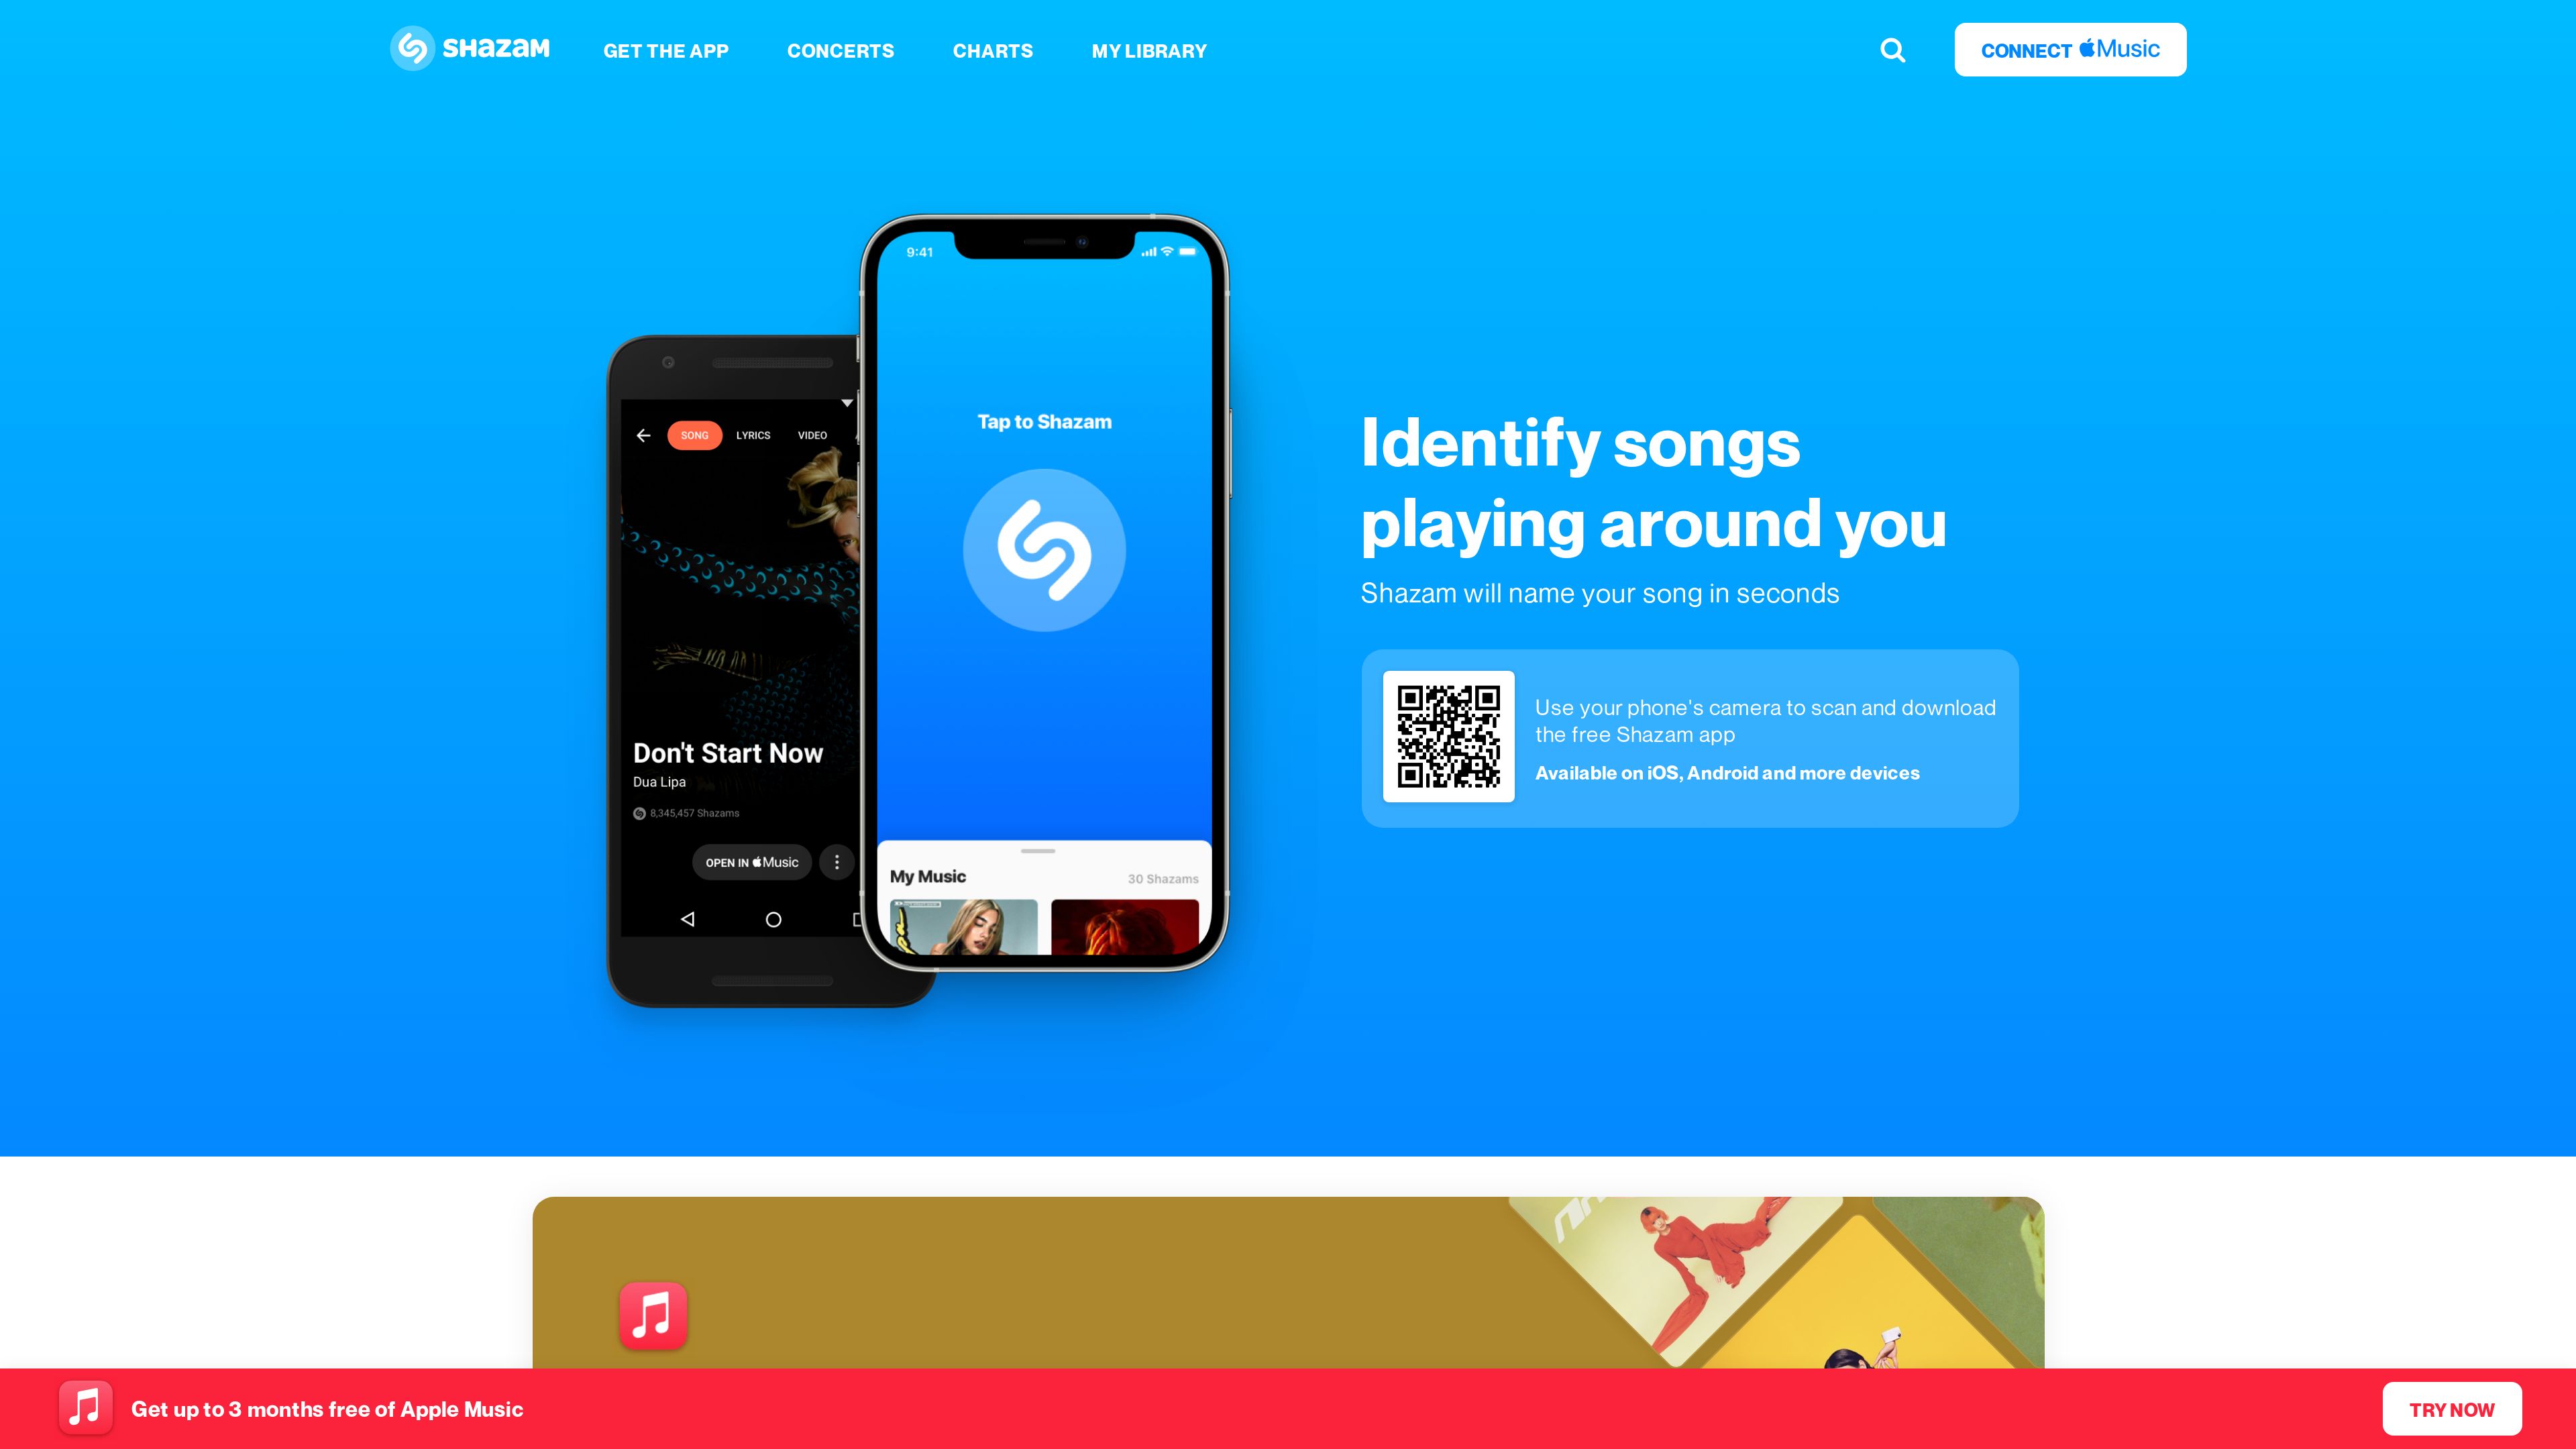 SHAZAM
GET THE APP
CONCERTS
CHARTS
MY LIBRARY
CONNECT Music
9:41
Tap to Shazam
SONG
LYRICS
VIDEO
Don't Start Now
Dua Lipa
8,345,457 Shazams
OPEN IN Music
My Music
30 Shazams
Identify songs
playing around you
Shazam will name your song in seconds
Use your phone's camera to scan and download
the free Shazam app
Available on iOS, Android and more devices
Get up to 3 months free of Apple Music
TRY NOW